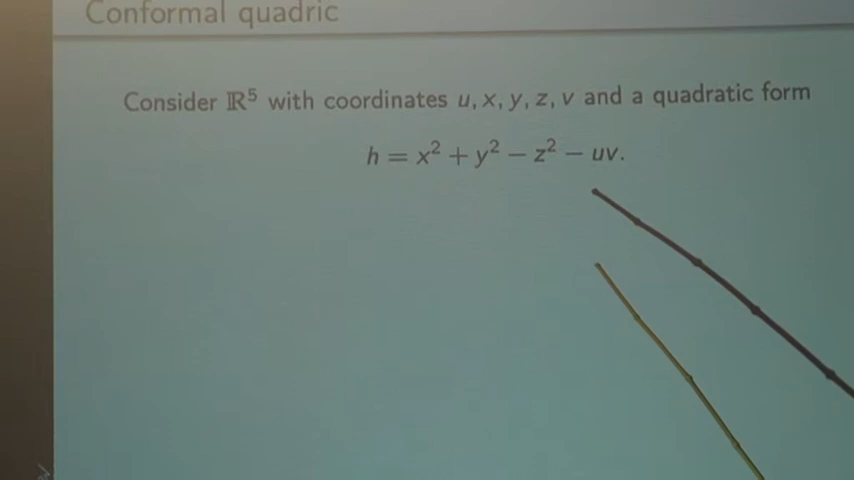 Conformal quadric
Consider ℝ⁵ with coordinates u, x, y, z, v and a quadratic form
h = x² + y² − z² − uv.